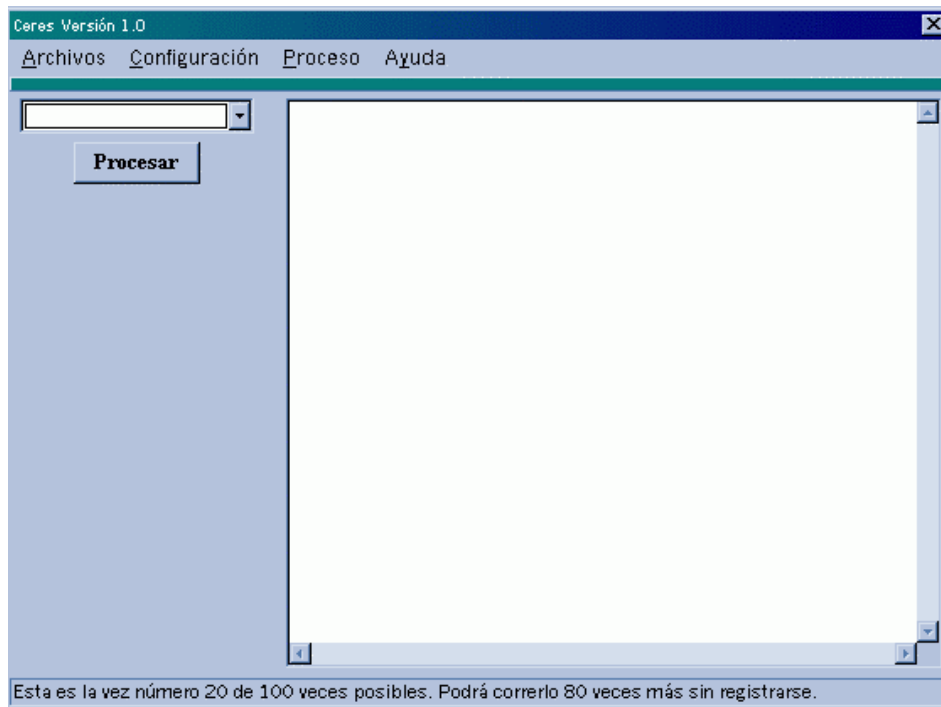 Ceres Versión 1.0
Archivos Configuración Proceso Ayuda
Procesar
Esta es la vez número 20 de 100 veces posibles. Podrá correrlo 80 veces más sin registrarse.